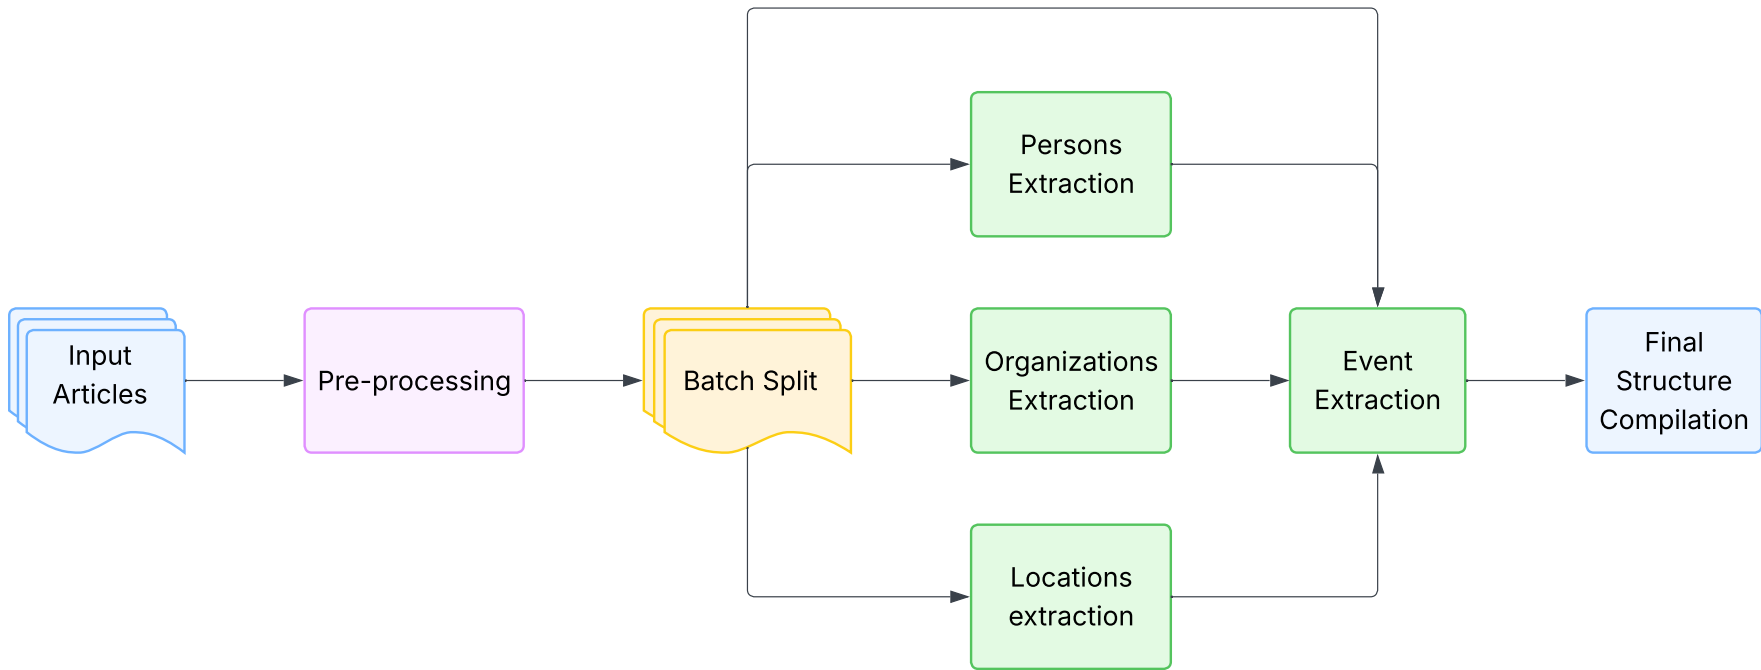 Input
Articles
Pre-processing
Batch Split
Persons
Extraction
Organizations
Extraction
Locations
extraction
Event
Extraction
Final
Structure
Compilation